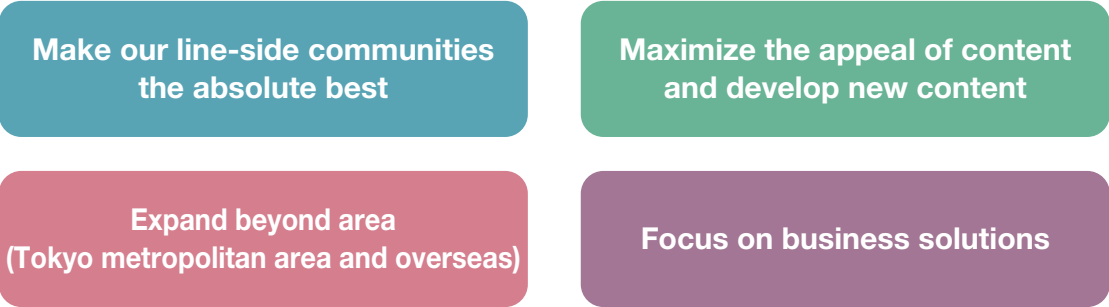 Make our line-side communities
the absolute best
Maximize the appeal of content
and develop new content
Expand beyond area
(Tokyo metropolitan area and overseas)
Focus on business solutions